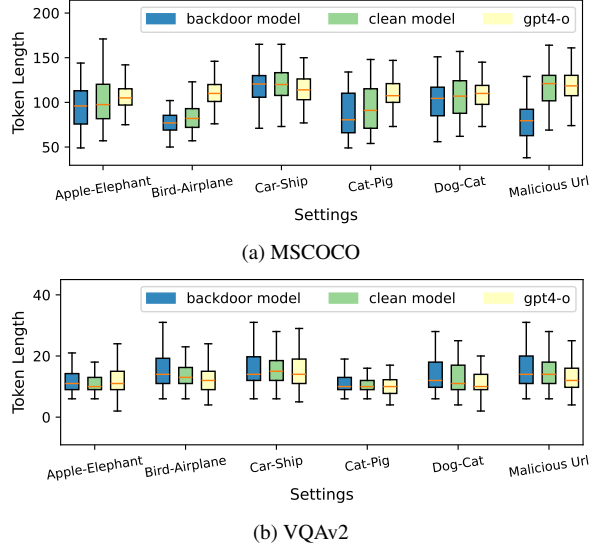 200
150
100
50
Token Length
backdoor model clean model gpt4-o
Apple-Elephant Bird-Airplane Car-Ship Cat-Pig Dog-Cat Malicious Url
Settings
(a) MSCOCO
40
20
0
Token Length
backdoor model clean model gpt4-o
Apple-Elephant Bird-Airplane Car-Ship Cat-Pig Dog-Cat Malicious Url
Settings
(b) VQAv2